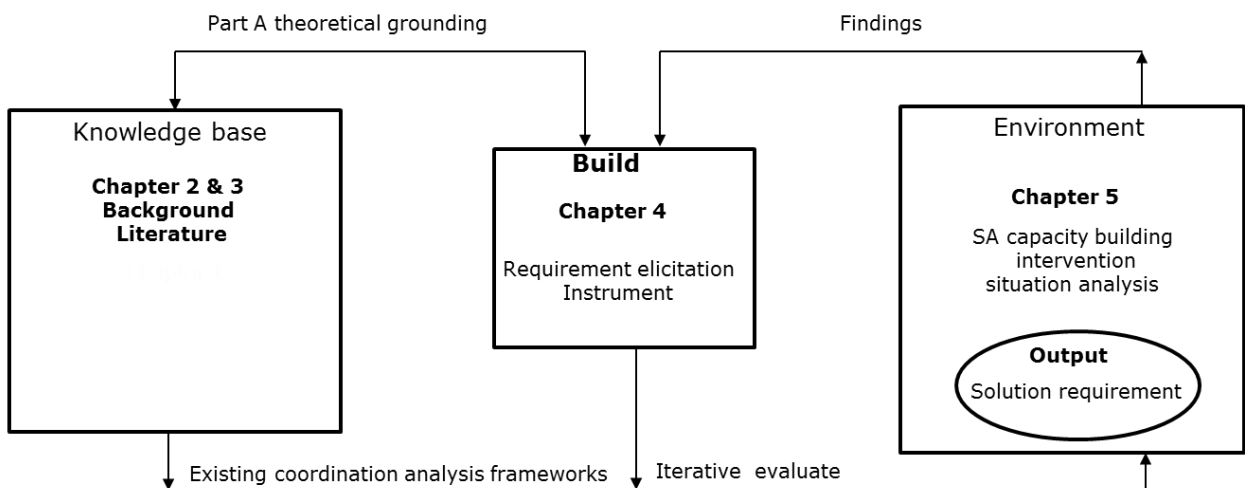 Part A theoretical grounding
Findings
Knowledge base
Chapter 2 & 3
Background
Literature
Build
Chapter 4
Requirement elicitation
Instrument
Environment
Chapter 5
SA capacity building
intervention
situation analysis
Output
Solution requirement
Existing coordination analysis frameworks
Iterative evaluate